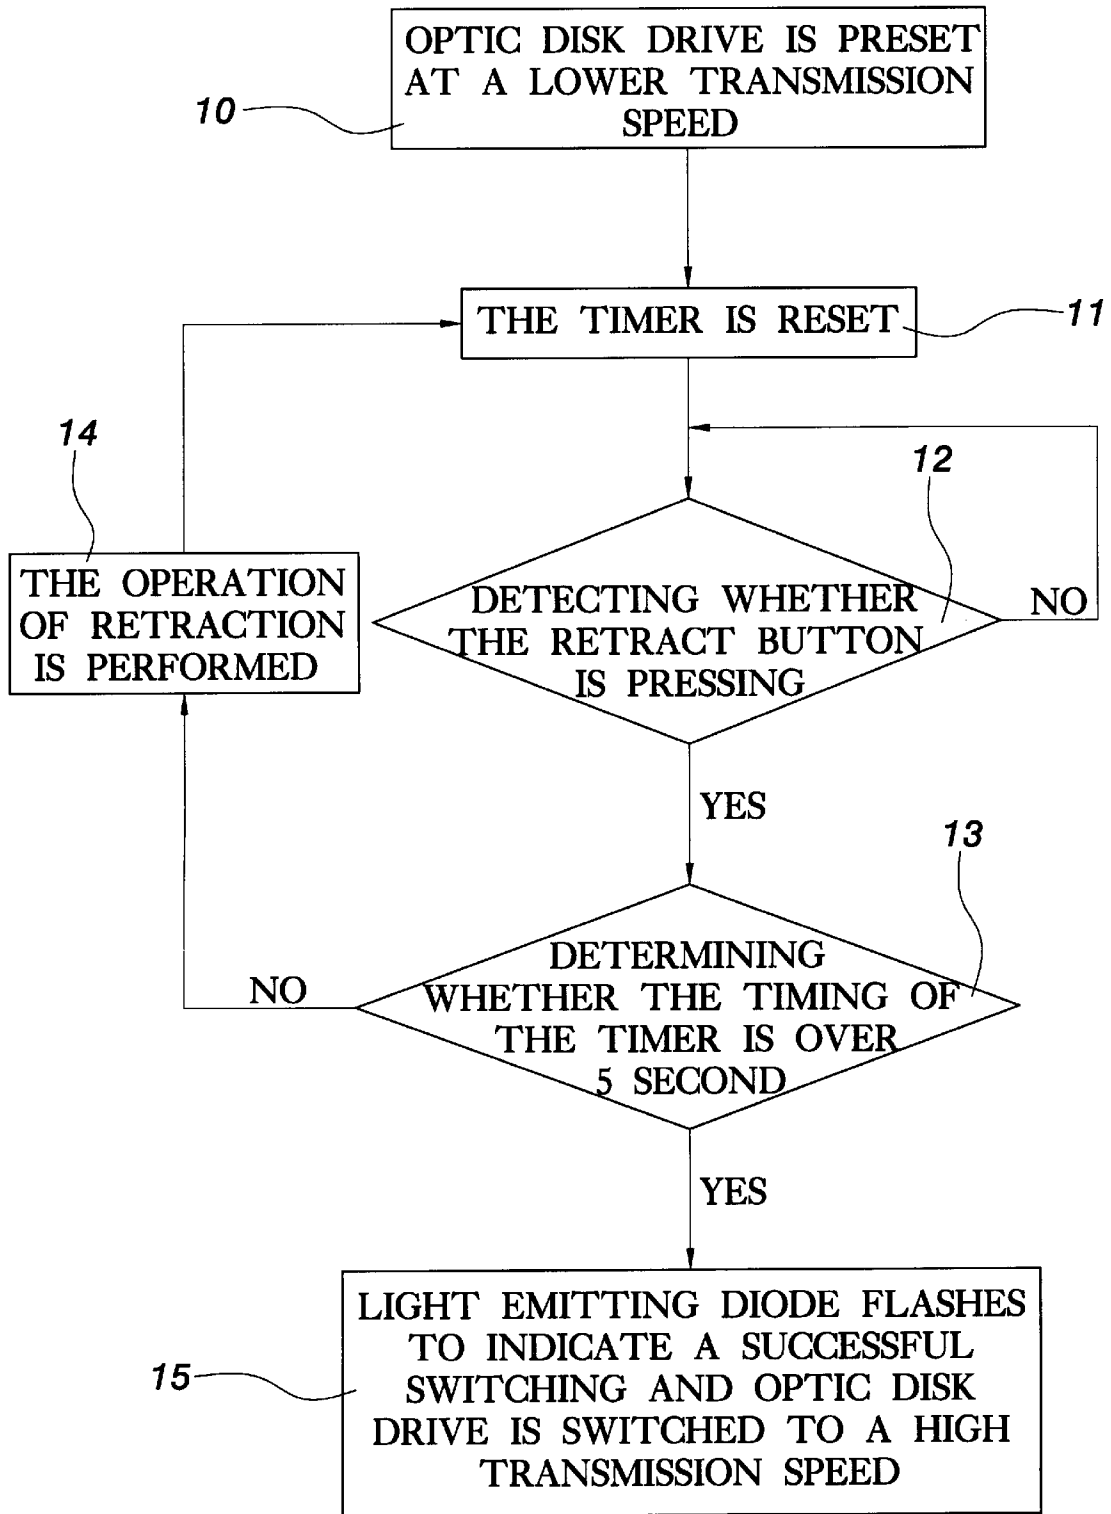 OPTIC DISK DRIVE IS PRESET
AT A LOWER TRANSMISSION
SPEED
10
THE TIMER IS RESET
11
14
12
THE OPERATION
OF RETRACTION
IS PERFORMED
DETECTING WHETHER
THE RETRACT BUTTON
IS PRESSING
NO
YES
13
DETERMINING
WHETHER THE TIMING OF
THE TIMER IS OVER
5 SECOND
NO
YES
LIGHT EMITTING DIODE FLASHES
TO INDICATE A SUCCESSFUL
SWITCHING AND OPTIC DISK
DRIVE IS SWITCHED TO A HIGH
TRANSMISSION SPEED
15